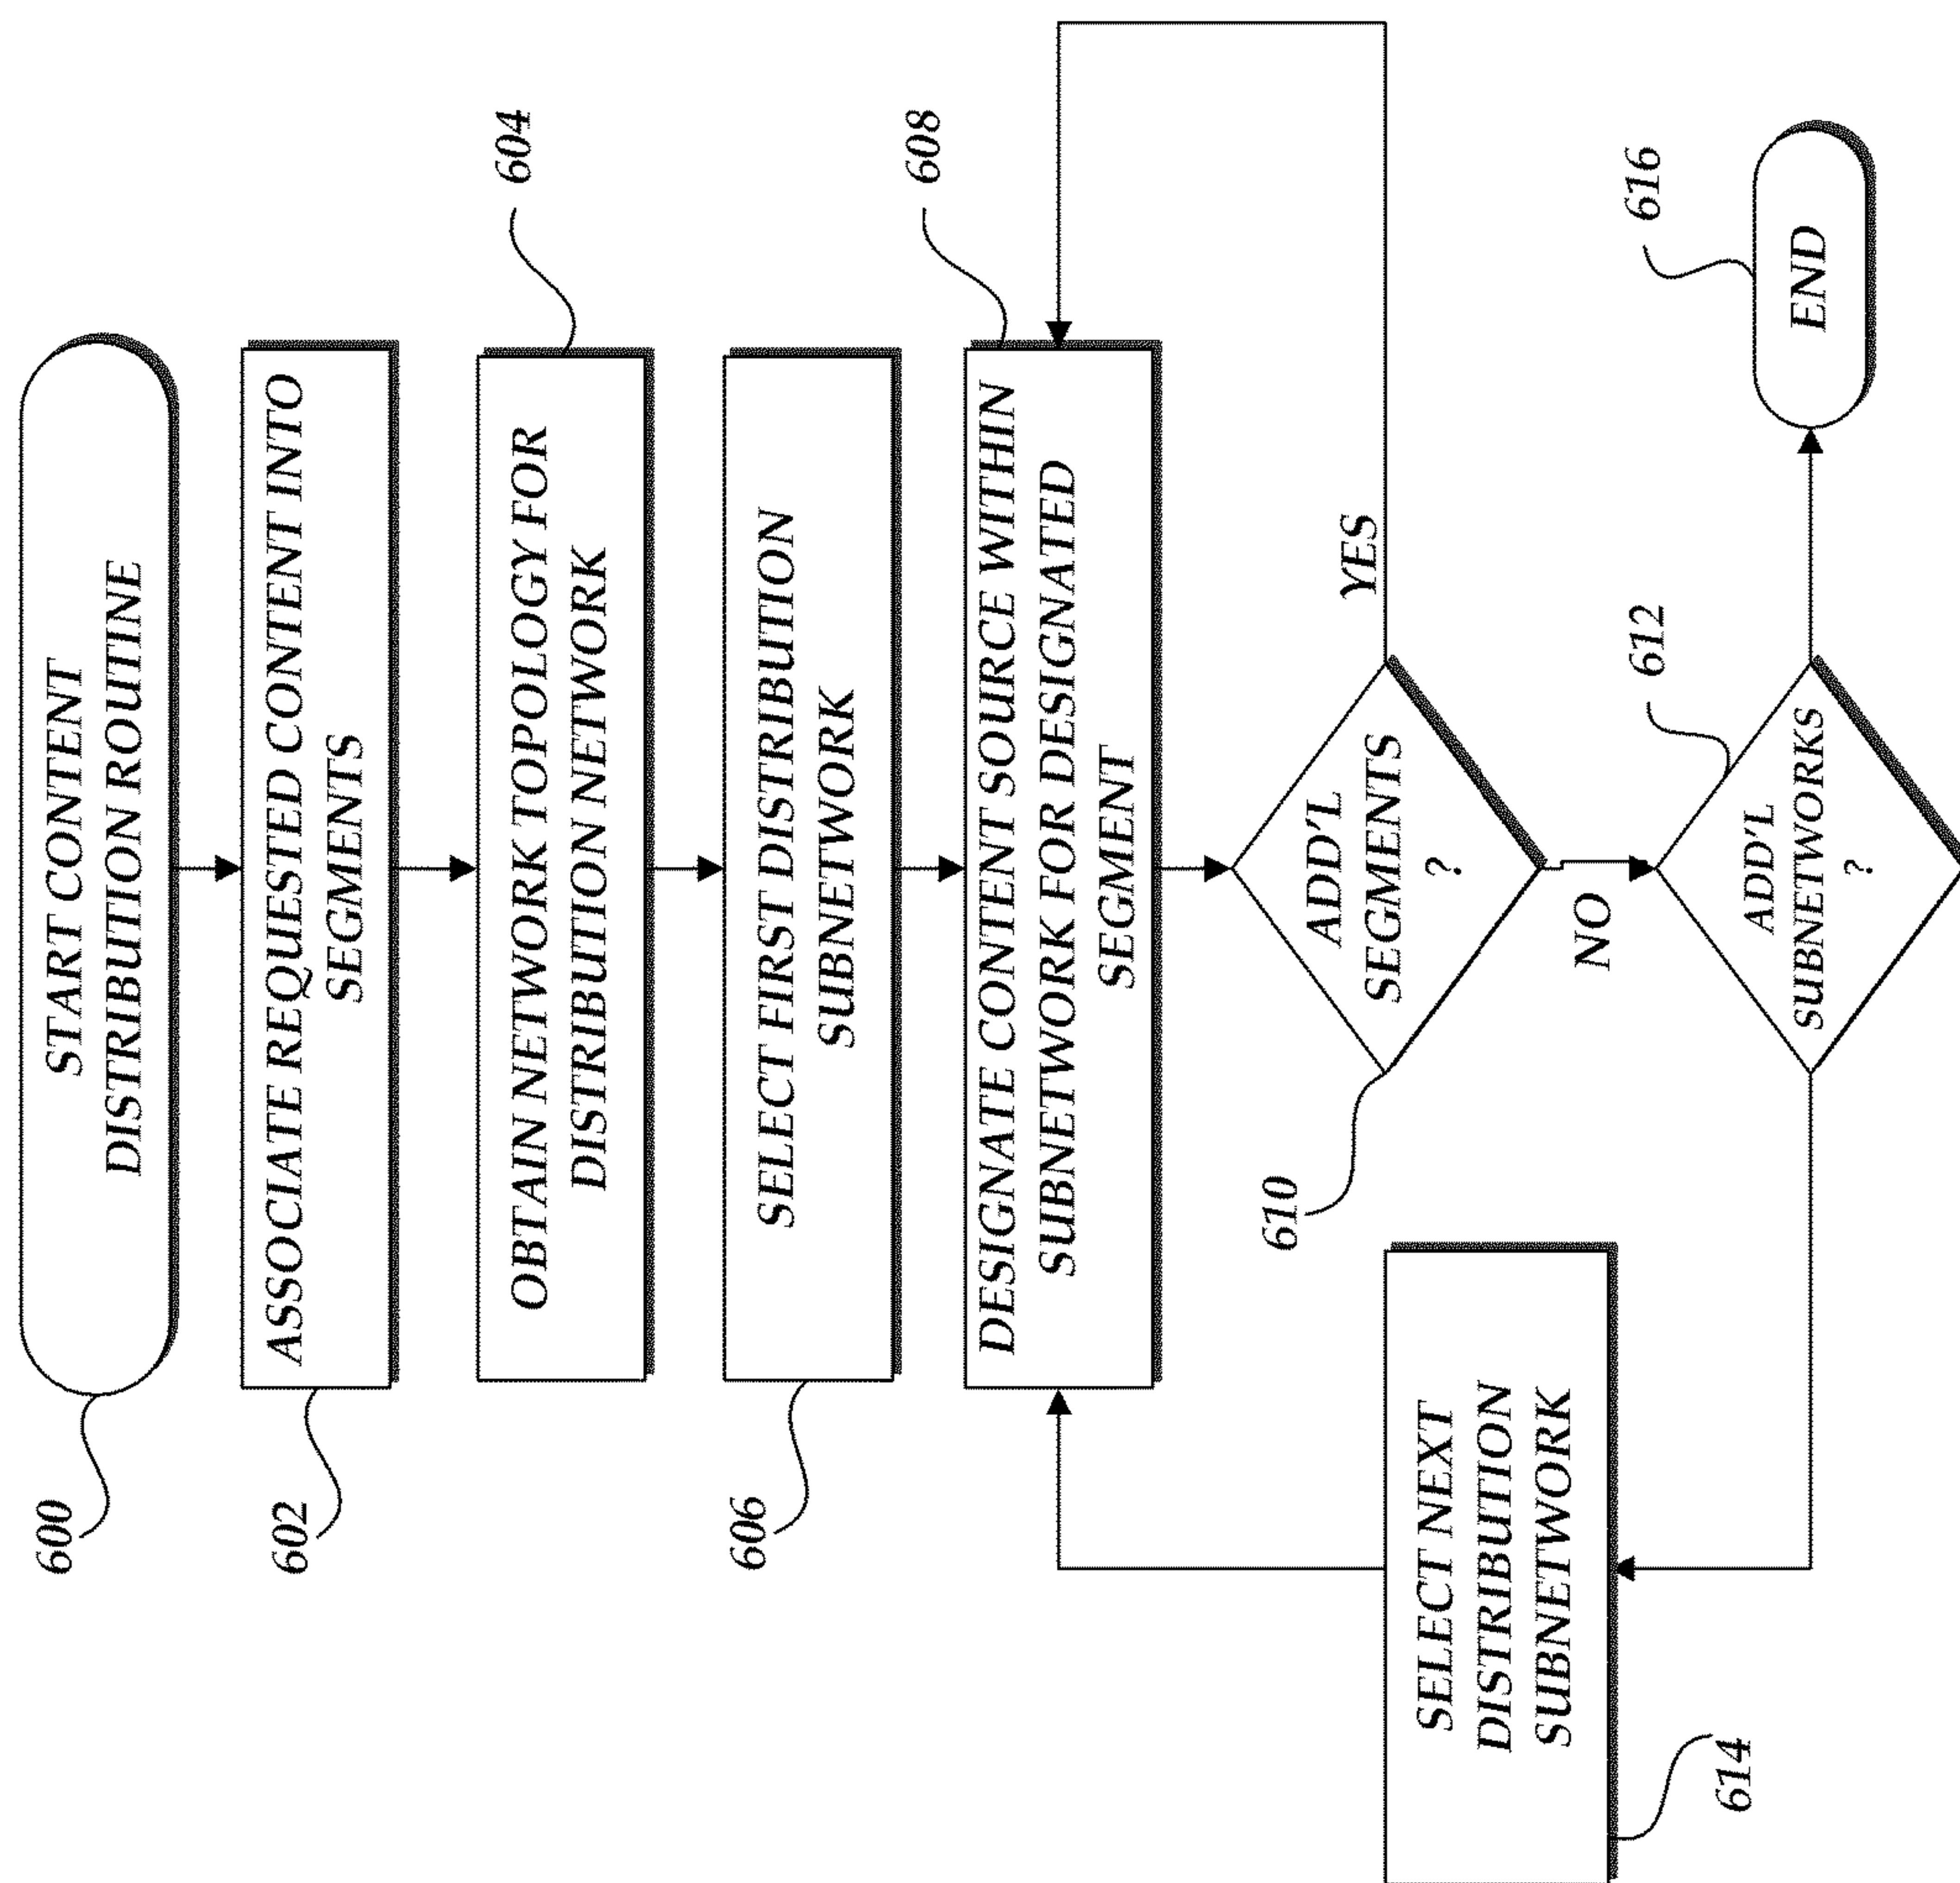 600
START CONTENT
DISTRIBUTION ROUTINE
602
ASSOCIATE REQUESTED CONTENT INTO
SEGMENTS
604
OBTAIN NETWORK TOPOLOGY FOR
DISTRIBUTION NETWORK
606
SELECT FIRST DISTRIBUTION
SUBNETWORK
608
DESIGNATE CONTENT SOURCE WITHIN
SUBNETWORK FOR DESIGNATED
SEGMENT
610
ADD'L
SEGMENTS
?
YES
NO
612
ADD'L
SUBNETWORKS
?
614
SELECT NEXT
DISTRIBUTION
SUBNETWORK
616
END